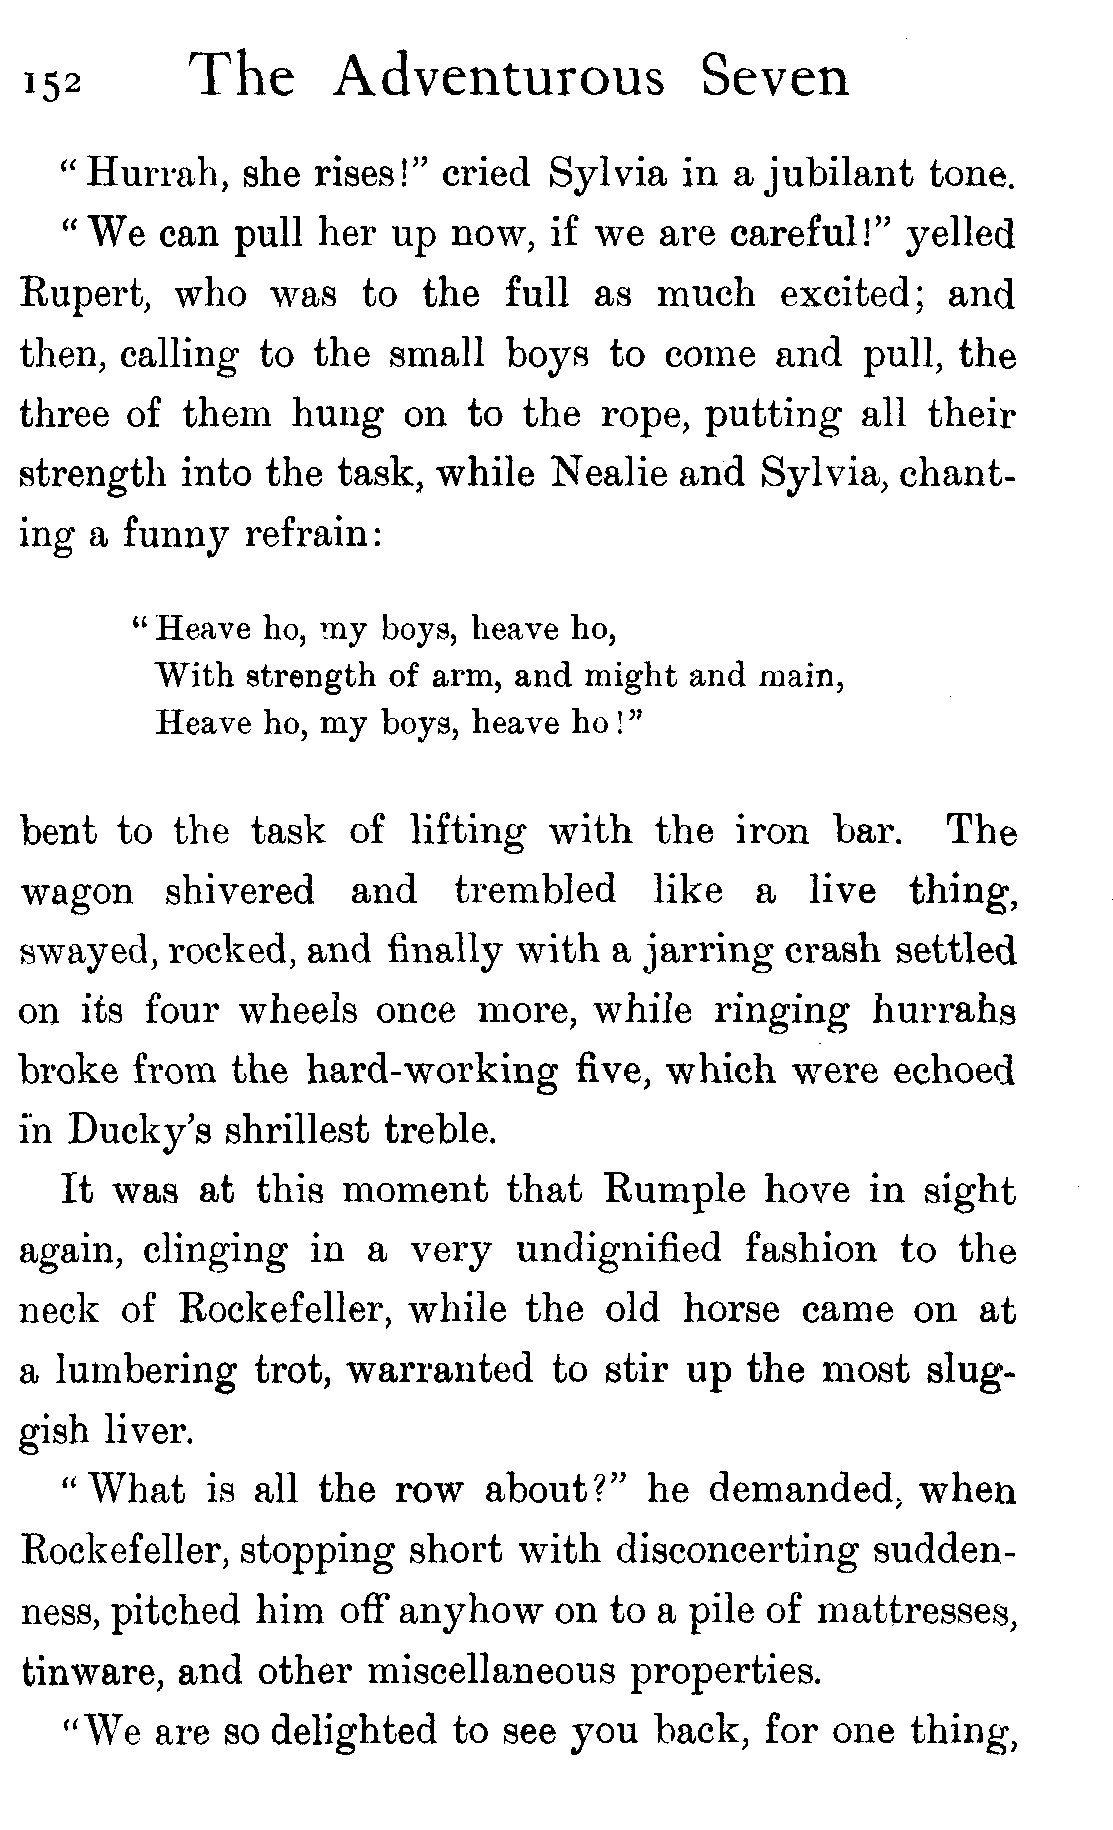 152 The Adventurous Seven
“Hurrah, she rises!” cried Sylvia in a jubilant tone.
“We can pull her up now, if we are careful!” yelled
Rupert, who was to the full as much excited; and
then, calling to the small boys to come and pull, the
three of them hung on to the rope, putting all their
strength into the task, while Nealie and Sylvia, chant-
ing a funny refrain:
“Heave ho, my boys, heave ho,
With strength of arm, and might and main,
Heave ho, my boys, heave ho!”
bent to the task of lifting with the iron bar. The
wagon shivered and trembled like a live thing,
swayed, rocked, and finally with a jarring crash settled
on its four wheels once more, while ringing hurrahs
broke from the hard-working five, which were echoed
in Ducky’s shrillest treble.
It was at this moment that Rumple hove in sight
again, clinging in a very undignified fashion to the
neck of Rockefeller, while the old horse came on at
a lumbering trot, warranted to stir up the most slug-
gish liver.
“What is all the row about?” he demanded, when
Rockefeller, stopping short with disconcerting sudden-
ness, pitched him off anyhow on to a pile of mattresses,
tinware, and other miscellaneous properties.
“We are so delighted to see you back, for one thing,